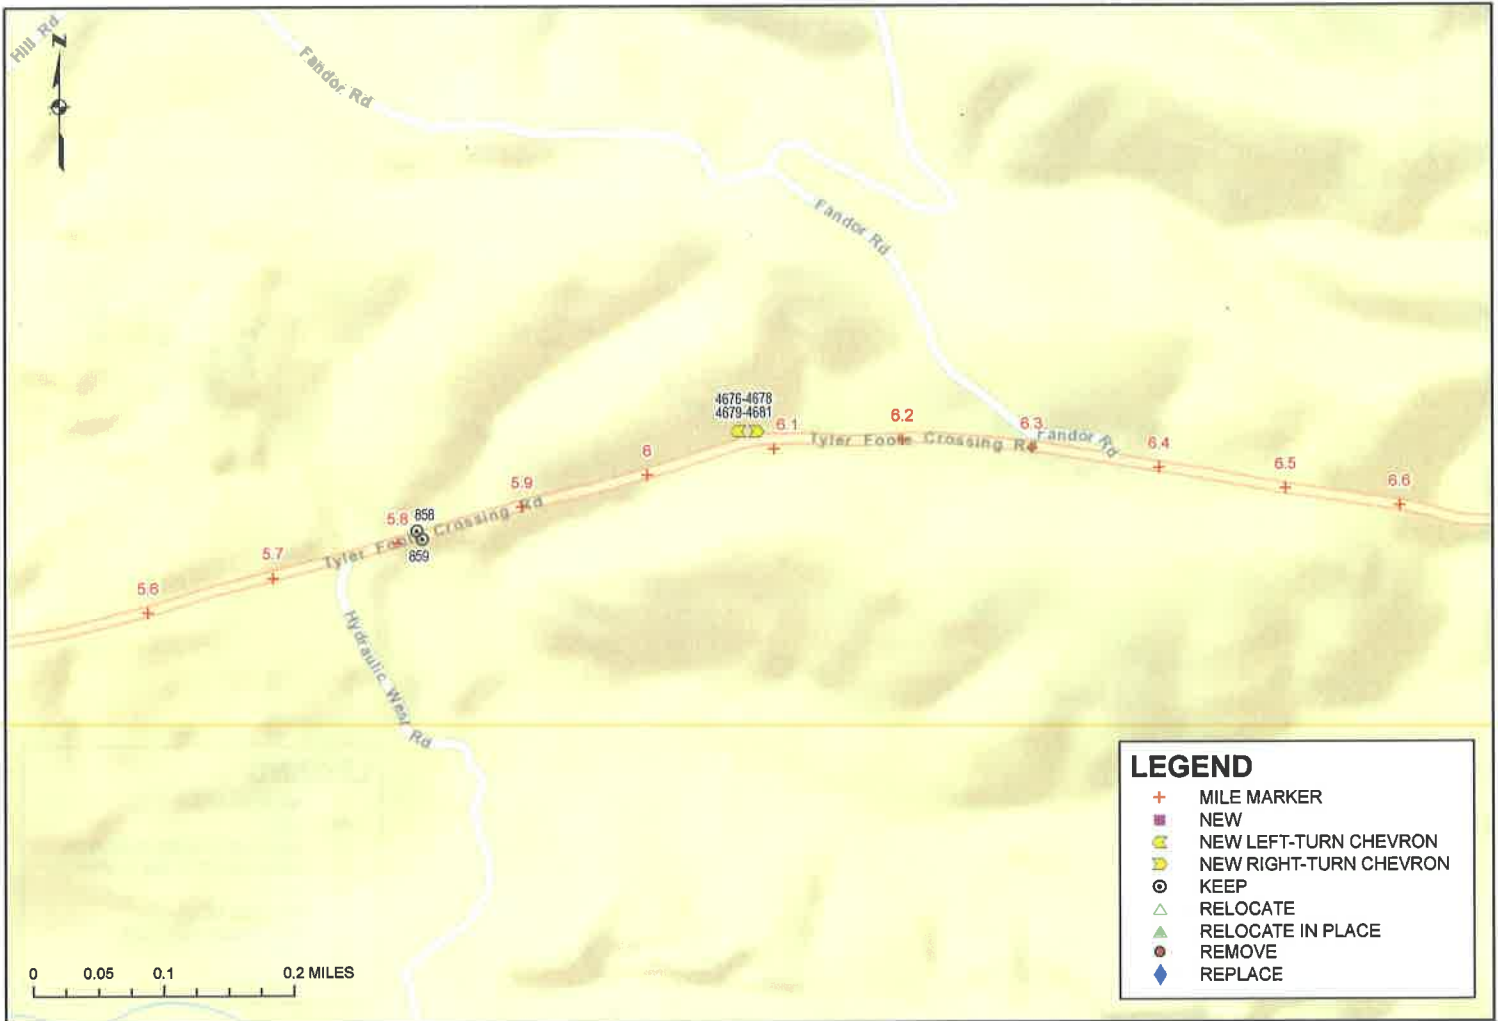 Hill Rd
N
Fandor Rd
Fandor Rd
4676-4678
4679-4681
6.1
6.2
6.3
Tyler Foote Crossing Rd
Fandor Rd
6.4
6
6.5
6.6
5.9
5.8
858
Tyler Foote Crossing Rd
859
5.7
5.6
Hydraulic Wear Rd
LEGEND
MILE MARKER
NEW
NEW LEFT-TURN CHEVRON
NEW RIGHT-TURN CHEVRON
KEEP
RELOCATE
RELOCATE IN PLACE
REMOVE
REPLACE
0 0.05 0.1 0.2 MILES